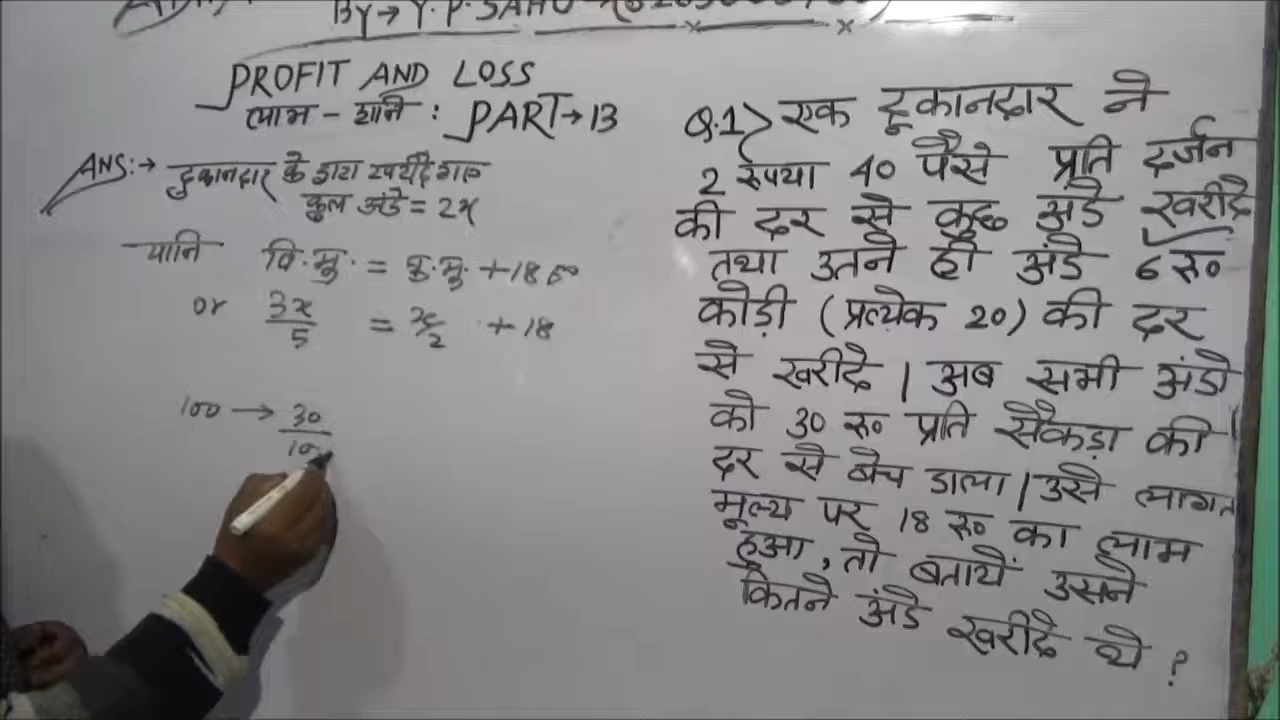 By → Y.P. SAHU →
PROFIT AND LOSS
लाभ - हानि : PART → 13
ANS: → दुकानदार के द्वारा खरीदे गए
कुल अंडे = 2x
यानि वि.मु. = क्र.मु + 18 रु०
or 3x/5 = x/2 + 18
100 → 30
10
Q.1> एक दूकानदार ने
2 रुपया 40 पैसे प्रति दर्जन
की दर से कुछ अंडे खरीदे
तथा उतने ही अंडे 6 रू०
कोड़ी (प्रत्येक 20) की दर
से खरीदे | अब सभी अंडो
को 30 रू० प्रति सैकड़ा की
दर से बेच डाला | उसे लागत
मूल्य पर 18 रू० का लाभ
हुआ , तो बतायें उसने
कितने अंडे खरीदे थे ?